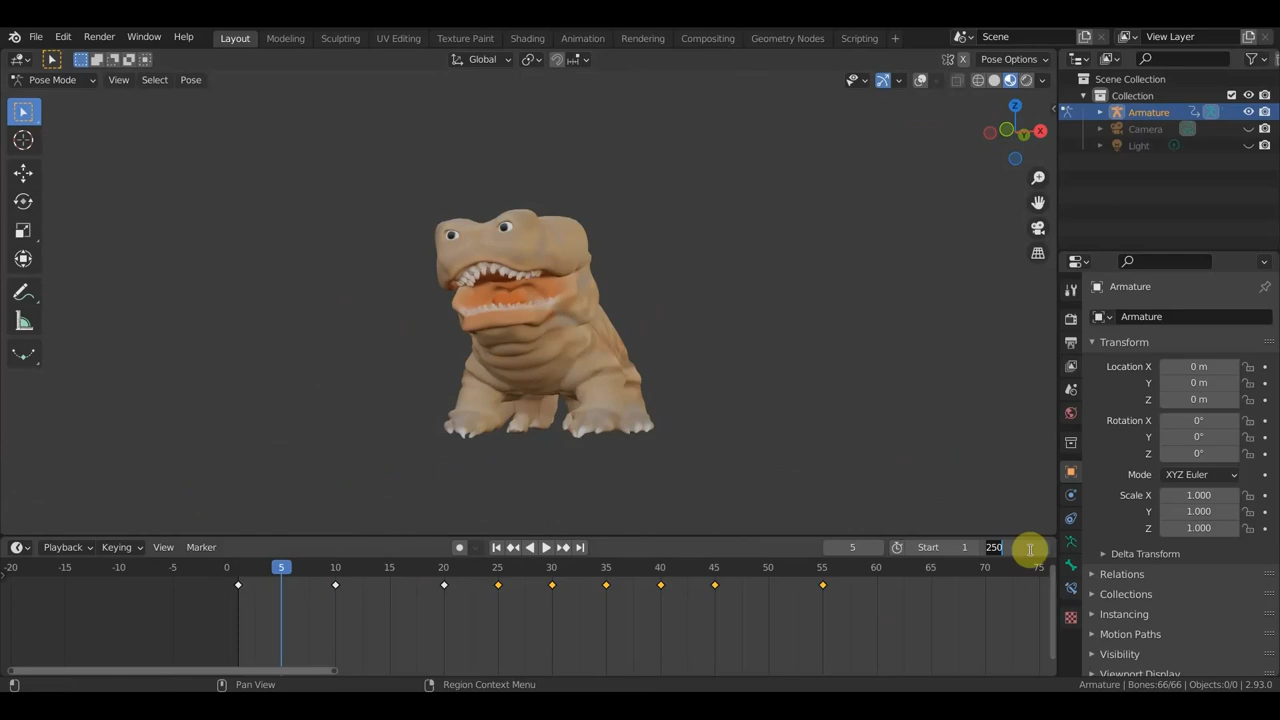 File Edit Render Window Help Layout Modeling Sculpting UV Editing Texture Paint Shading Animation Rendering Compositing Geometry Nodes Scripting + Scene View Layer
Global Pose Options
Pose Mode View Select Pose
Scene Collection
Collection
Armature
Camera
Light
Z
X
Y
Armature
Armature
Transform
Location X 0 m
Y 0 m
Z 0 m
Rotation X 0°
Y 0°
Z 0°
Mode XYZ Euler
Scale X 1.000
Y 1.000
Z 1.000
Delta Transform
Relations
Collections
Instancing
Motion Paths
Visibility
Viewport Display
Playback Keying View Marker 5 Start 1 250
-20 -15 -10 -5 0 5 10 15 20 25 30 35 40 45 50 55 60 65 70 75
Pan View Region Context Menu Armature | Bones:66/66 | Objects:0/0 | 2.93.0